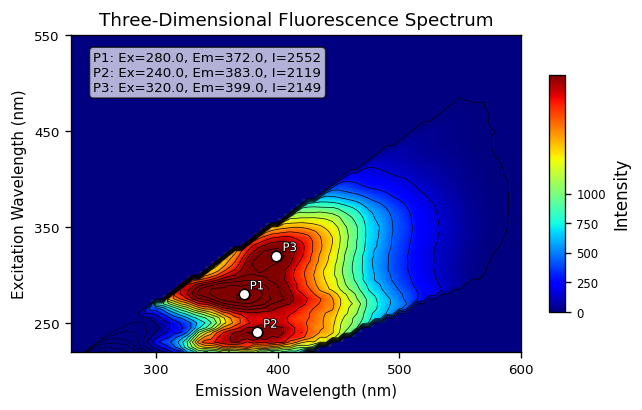 Three-Dimensional Fluorescence Spectrum
P1: Ex=280.0, Em=372.0, I=2552
P2: Ex=240.0, Em=383.0, I=2119
P3: Ex=320.0, Em=399.0, I=2149
550
450
350
250
Excitation Wavelength (nm)
P3
P1
P2
300
400
500
600
Emission Wavelength (nm)
1000
750
500
250
0
Intensity